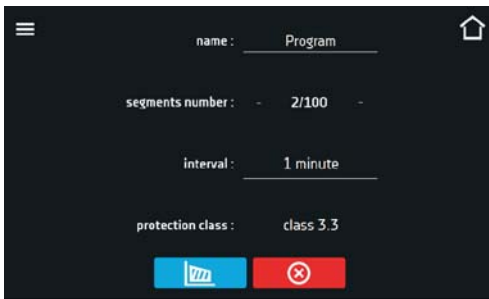 name : Program
segments number : - 2/100 -
interval : 1 minute
protection class : class 3.3